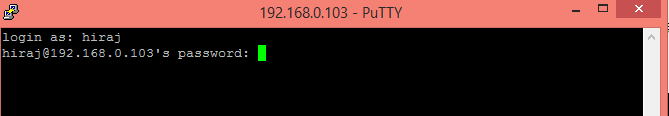 192.168.0.103 - PuTTY
login as: hiraj
hiraj@192.168.0.103's password: